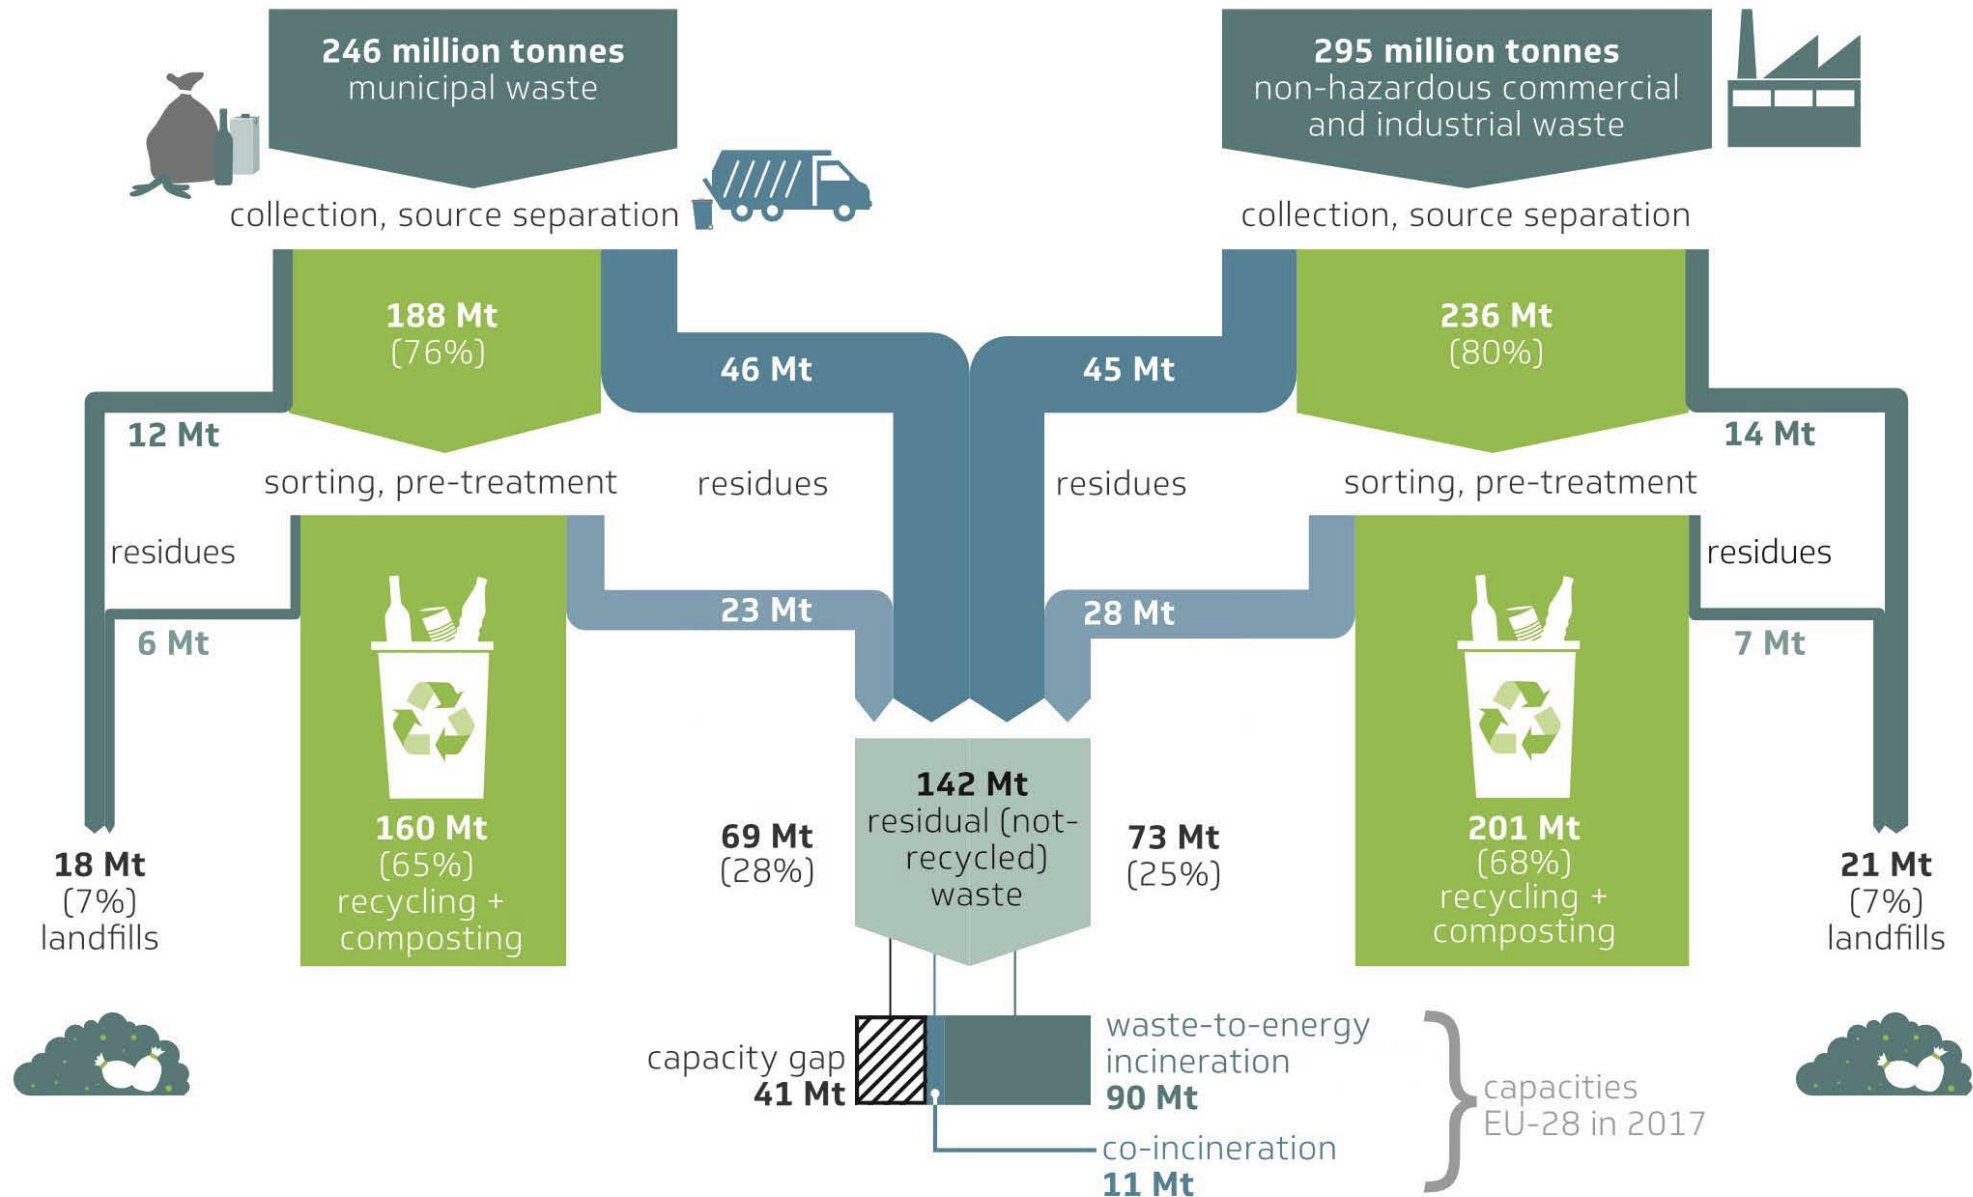 246 million tonnes
municipal waste
295 million tonnes
non-hazardous commercial
and industrial waste
collection, source separation
collection, source separation
188 Mt
(76%)
46 Mt
45 Mt
236 Mt
(80%)
12 Mt
14 Mt
sorting, pre-treatment
residues
residues
sorting, pre-treatment
residues
residues
6 Mt
23 Mt
28 Mt
7 Mt
18 Mt
(7%)
landfills
160 Mt
(65%)
recycling +
composting
69 Mt
(28%)
142 Mt
residual (not-
recycled)
waste
73 Mt
(25%)
201 Mt
(68%)
recycling +
composting
21 Mt
(7%)
landfills
capacity gap
41 Mt
waste-to-energy
incineration
90 Mt
co-incineration
11 Mt
capacities
EU-28 in 2017